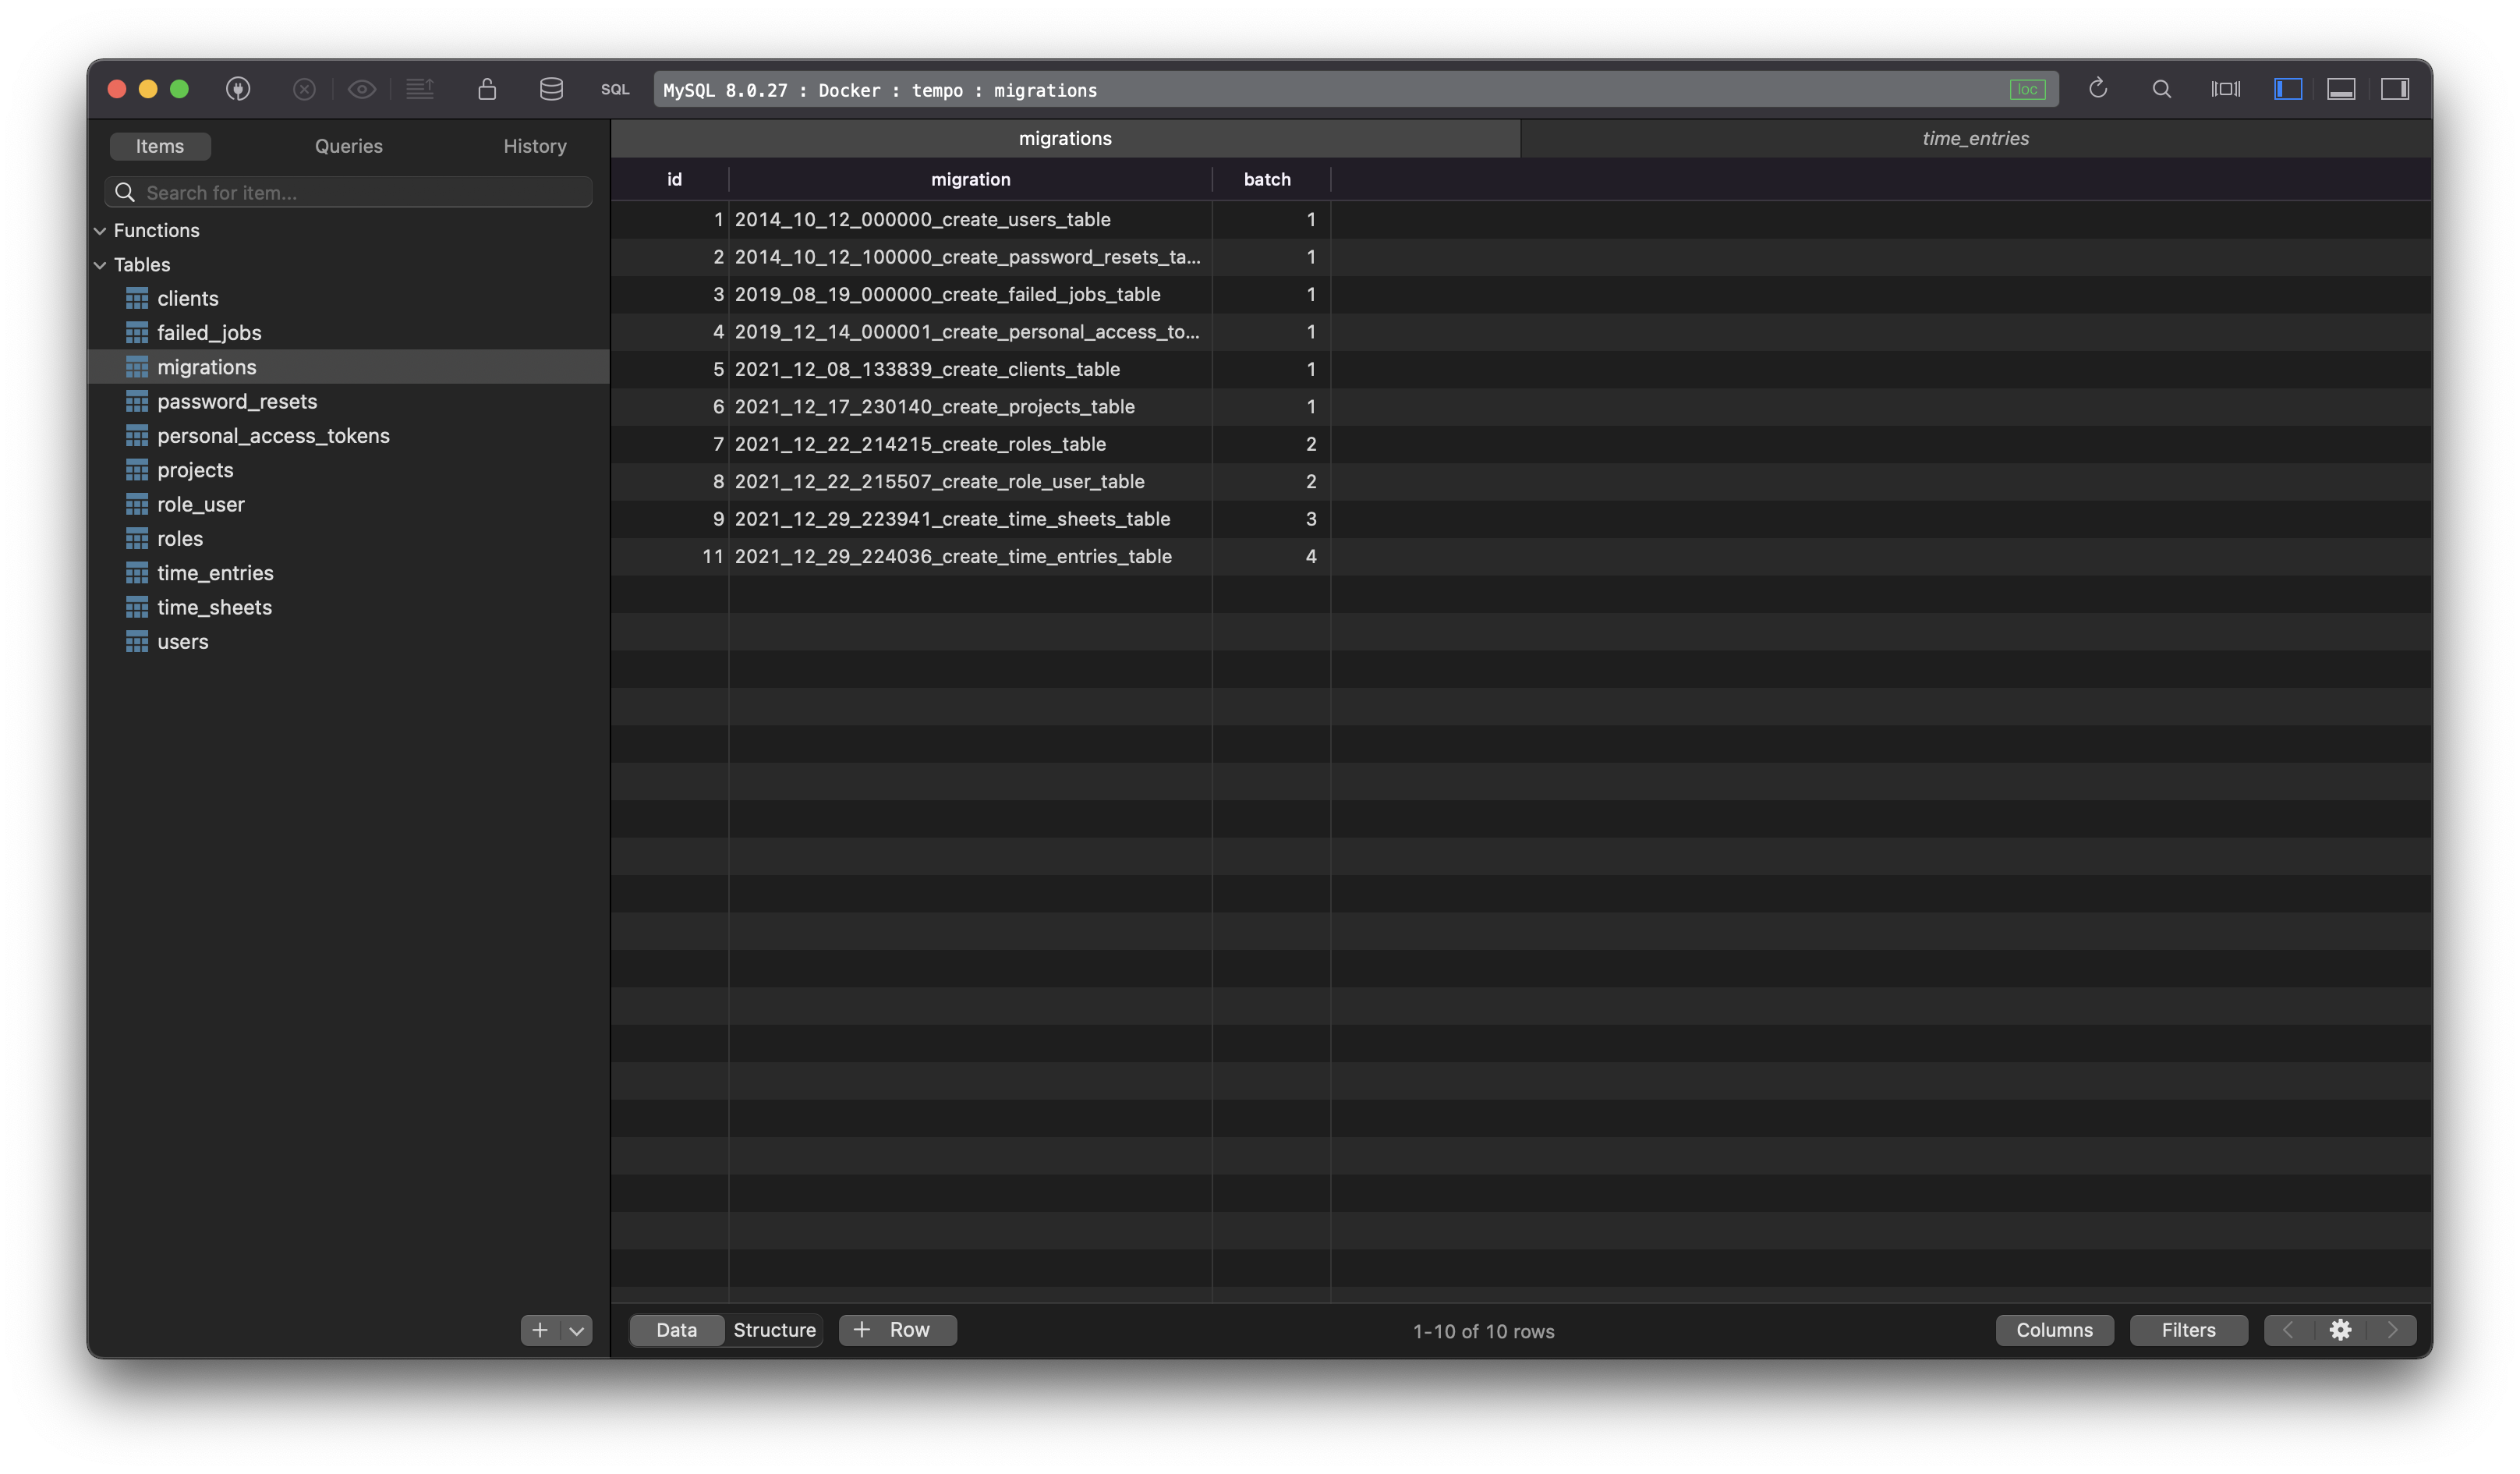 SQL MySQL 8.0.27 : Docker : tempo : migrations loc
Items Queries History
Search for item...
Functions
Tables
clients
failed_jobs
migrations
password_resets
personal_access_tokens
projects
role_user
roles
time_entries
time_sheets
users
migrations time_entries
id migration batch
1 2014_10_12_000000_create_users_table 1
2 2014_10_12_100000_create_password_resets_ta... 1
3 2019_08_19_000000_create_failed_jobs_table 1
4 2019_12_14_000001_create_personal_access_to... 1
5 2021_12_08_133839_create_clients_table 1
6 2021_12_17_230140_create_projects_table 1
7 2021_12_22_214215_create_roles_table 2
8 2021_12_22_215507_create_role_user_table 2
9 2021_12_29_223941_create_time_sheets_table 3
11 2021_12_29_224036_create_time_entries_table 4
Data Structure + Row 1-10 of 10 rows Columns Filters